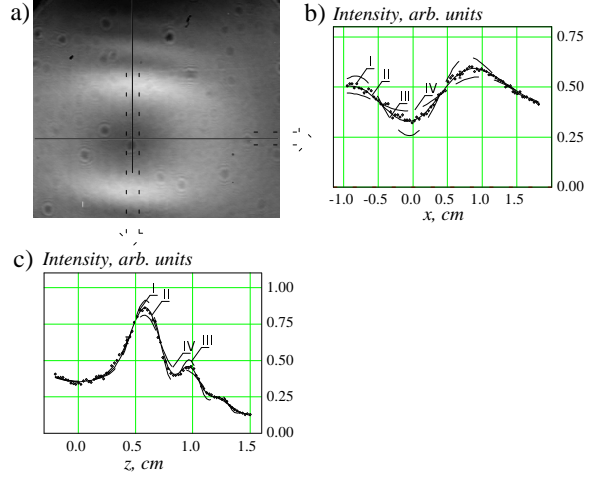 a)
b) Intensity, arb. units
0.75
0.50
0.25
0.00
I
II
III
IV
-1.0 -0.5 0.0 0.5 1.0 1.5
x, cm
c) Intensity, arb. units
1.00
0.75
0.50
0.25
0.00
I
II
IV
III
0.0 0.5 1.0 1.5
z, cm